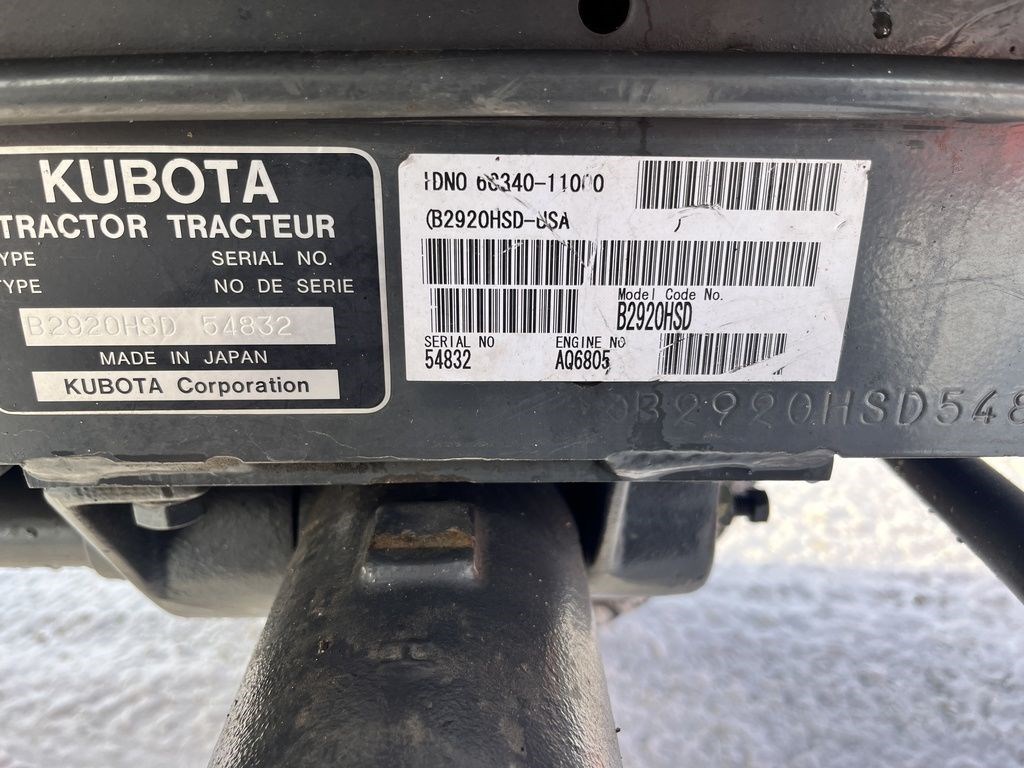 KUBOTA
TRACTOR TRACTEUR
YPE SERIAL NO.
TYPE NO DE SERIE
B2920HSD 54832
MADE IN JAPAN
KUBOTA Corporation
(B2920HSD-USA )
Model Code No.
B2920HSD
SERIAL NO ENGINE NO
54832 AQ6805
B2920HSD548